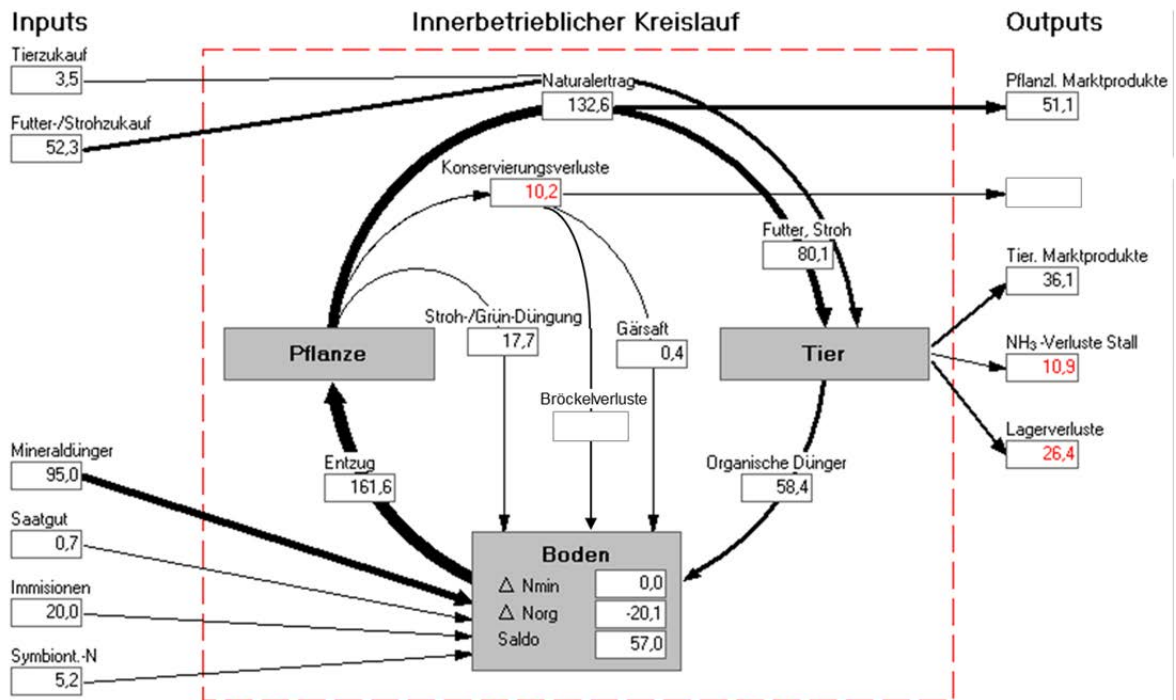 Inputs
Innerbetrieblicher Kreislauf
Outputs
Tierzukauf
3,5
Futter-/Strohzukauf
52,3
Naturalertrag
132,6
Pflanzl. Marktprodukte
51,1
Konservierungsverluste
10,2
Futter, Stroh
80,1
Tier. Marktprodukte
36,1
Stroh-/Grün-Düngung
17,7
Gärsaft
0,4
Pflanze
Tier
NH3 -Verluste Stall
10,9
Bröckelverluste
Lagerverluste
26,4
Mineraldünger
95,0
Entzug
161,6
Organische Dünger
58,4
Saatgut
0,7
Immisionen
20,0
Symbiont.-N
5,2
Boden
△ Nmin 0,0
△ Norg -20,1
Saldo 57,0